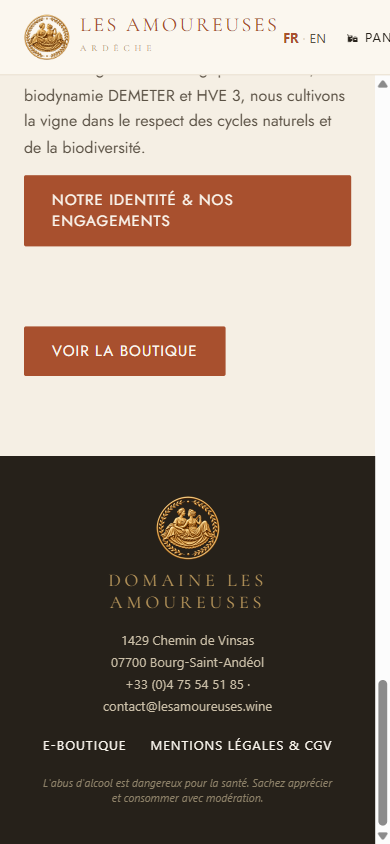 LES AMOUREUSES
ARDÈCHE
FR · EN
PAN
biodynamie DEMETER et HVE 3, nous cultivons
la vigne dans le respect des cycles naturels et
de la biodiversité.
NOTRE IDENTITÉ & NOS
ENGAGEMENTS
VOIR LA BOUTIQUE
DOMAINE LES
AMOUREUSES
1429 Chemin de Vinsas
07700 Bourg-Saint-Andéol
+33 (0)4 75 54 51 85 ·
contact@lesamoureuses.wine
E-BOUTIQUE MENTIONS LÉGALES & CGV
L'abus d'alcool est dangereux pour la santé. Sachez apprécier
et consommer avec modération.